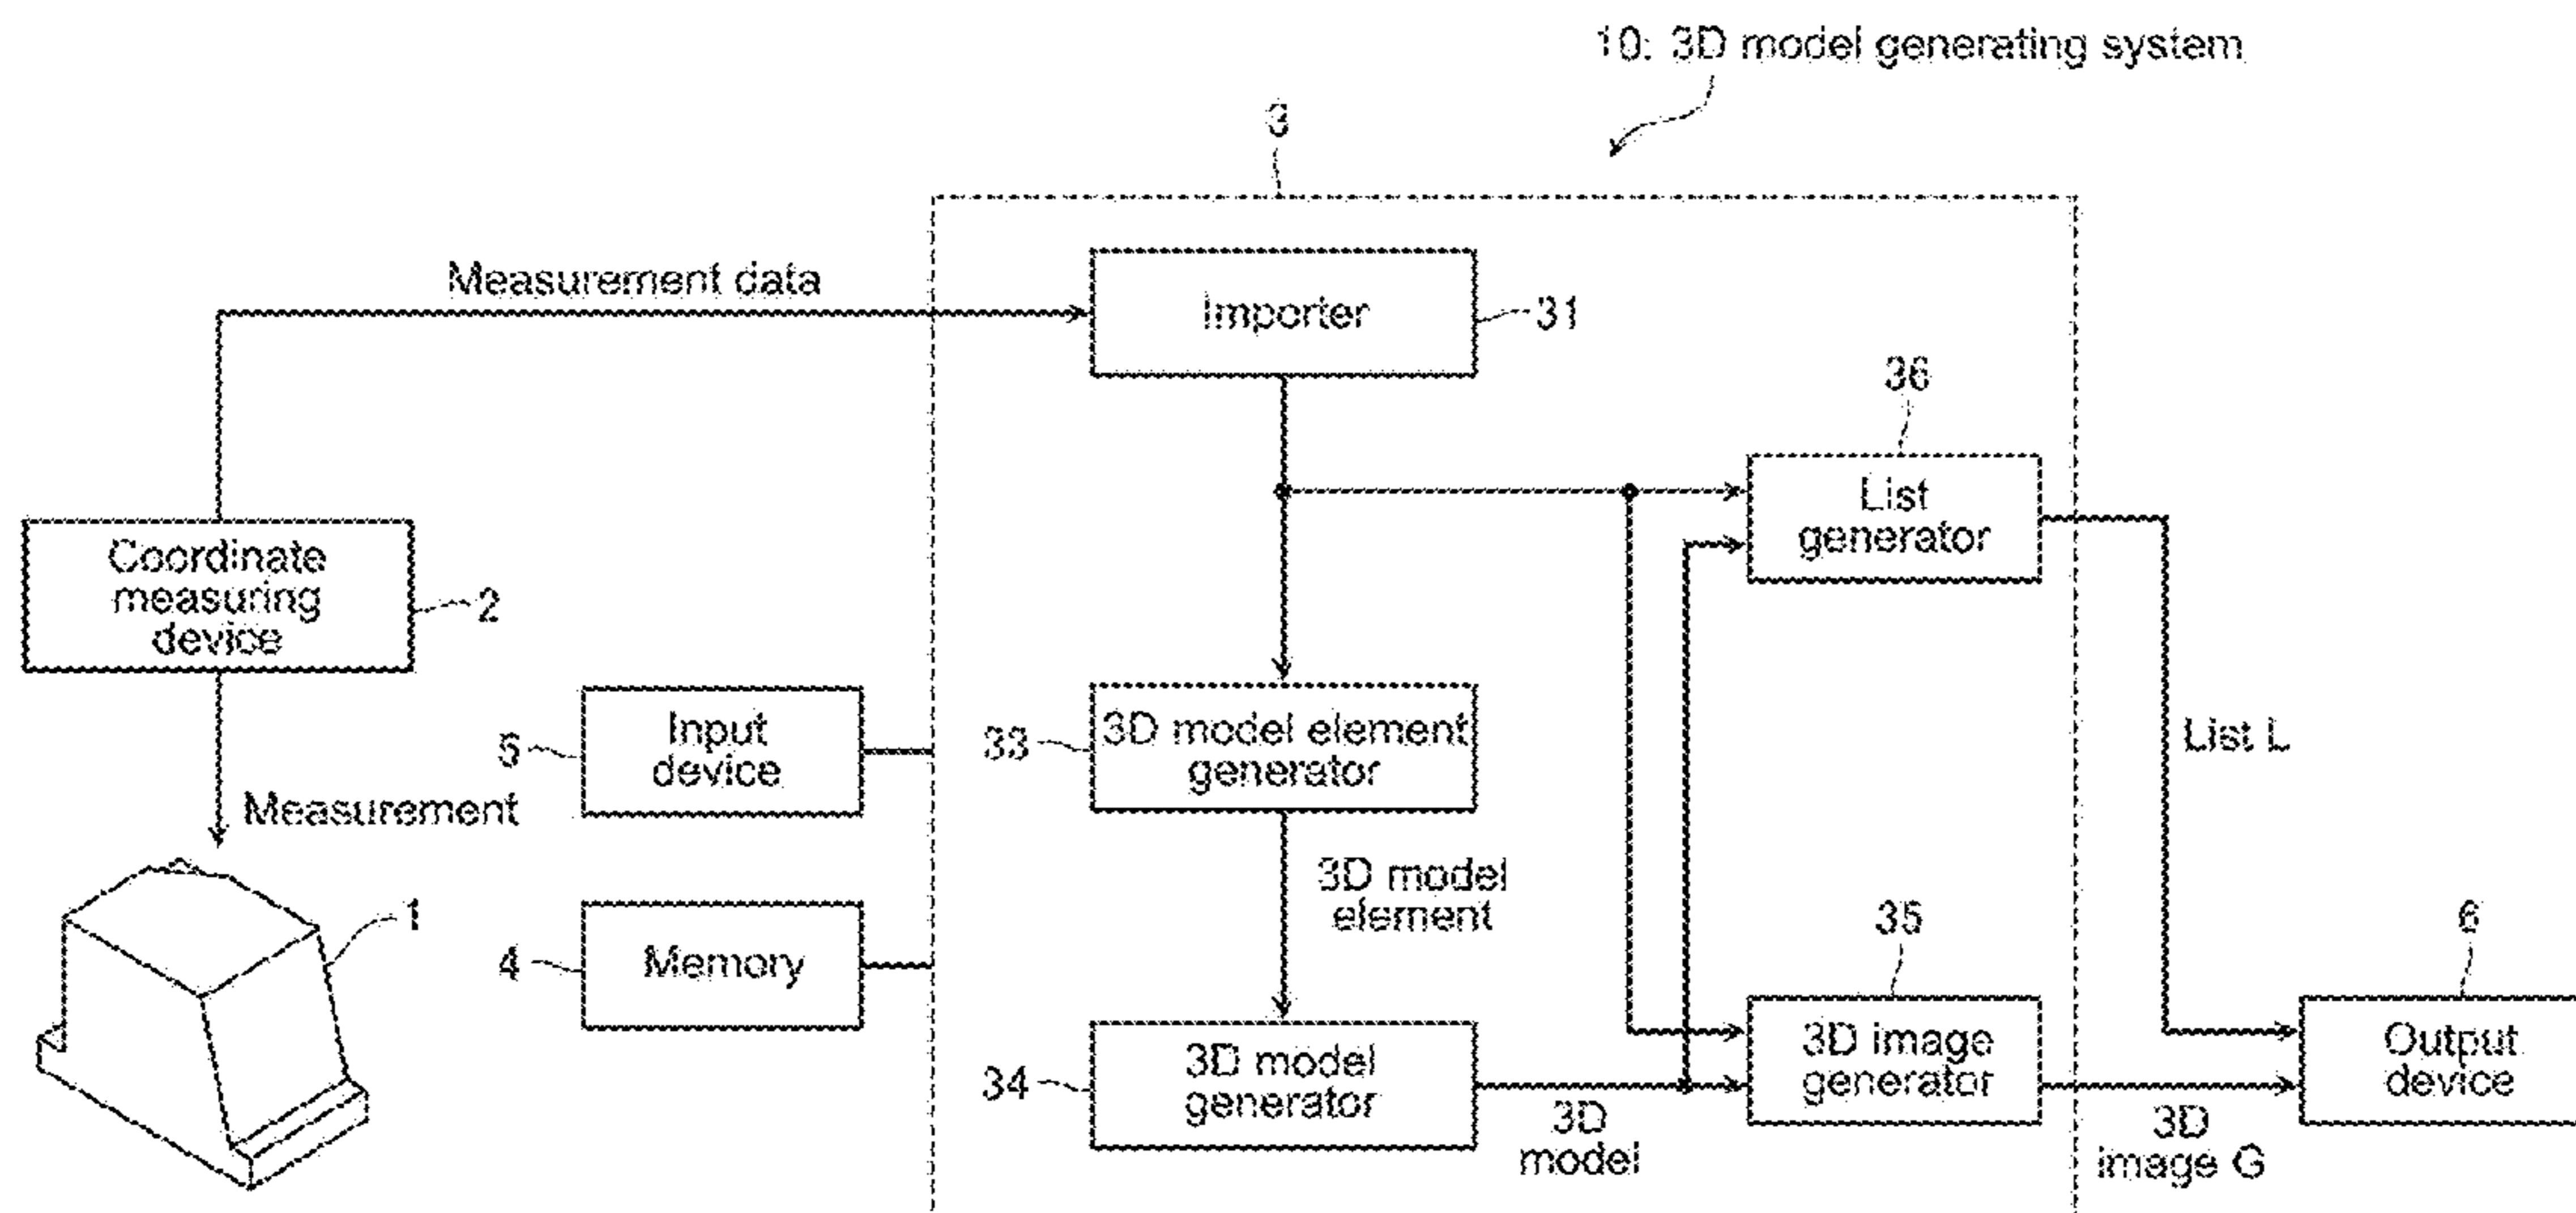 10: 3D model generating system
3
Measurement data
Importer
31
36
List
generator
Coordinate
measuring
device
2
Input
device
5
33
3D model element
generator
List L
Measurement
3D model
element
1
4
Memory
35
6
34
3D model
generator
3D image
generator
Output
device
3D
model
3D
image G